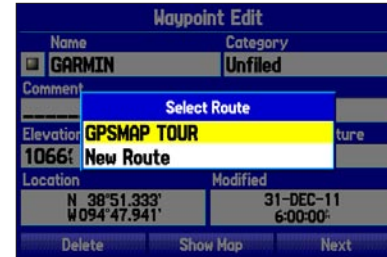 Waypoint Edit
Name Category
GARMIN Unfiled
Comment
Select Route
Elevation GPSMAP TOUR ture
1066f New Route
Location Modified
N 38°51.333' 31-DEC-11
W094°47.941' 6:00:00
Delete Show Map Next